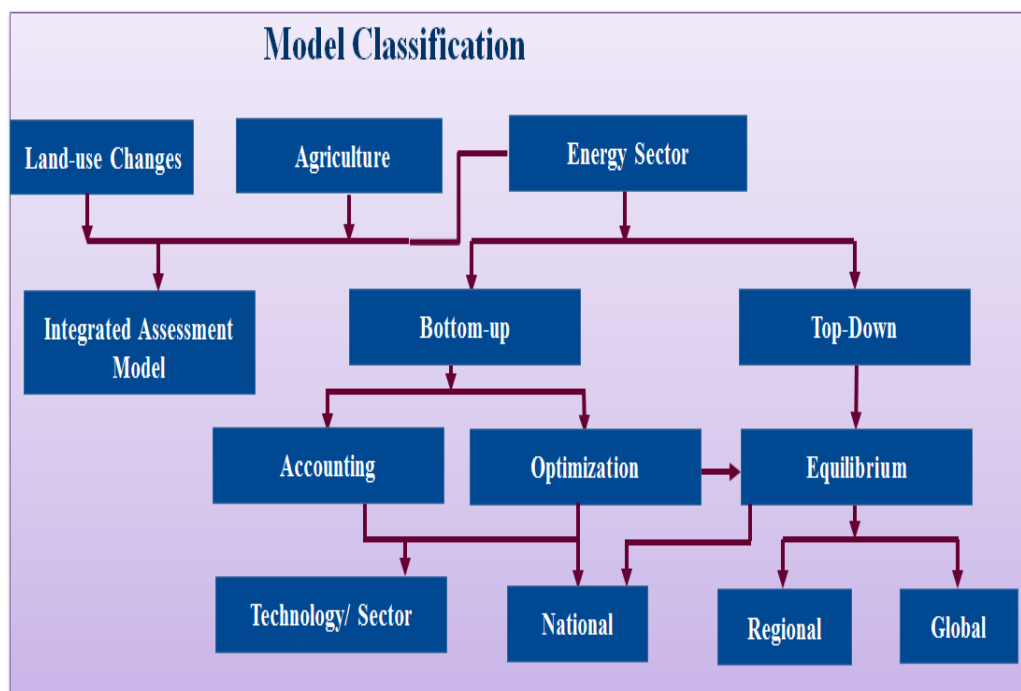 Model Classification
Land-use Changes
Agriculture
Energy Sector
Integrated Assessment
Model
Bottom-up
Top-Down
Accounting
Optimization
Equilibrium
Technology/ Sector
National
Regional
Global